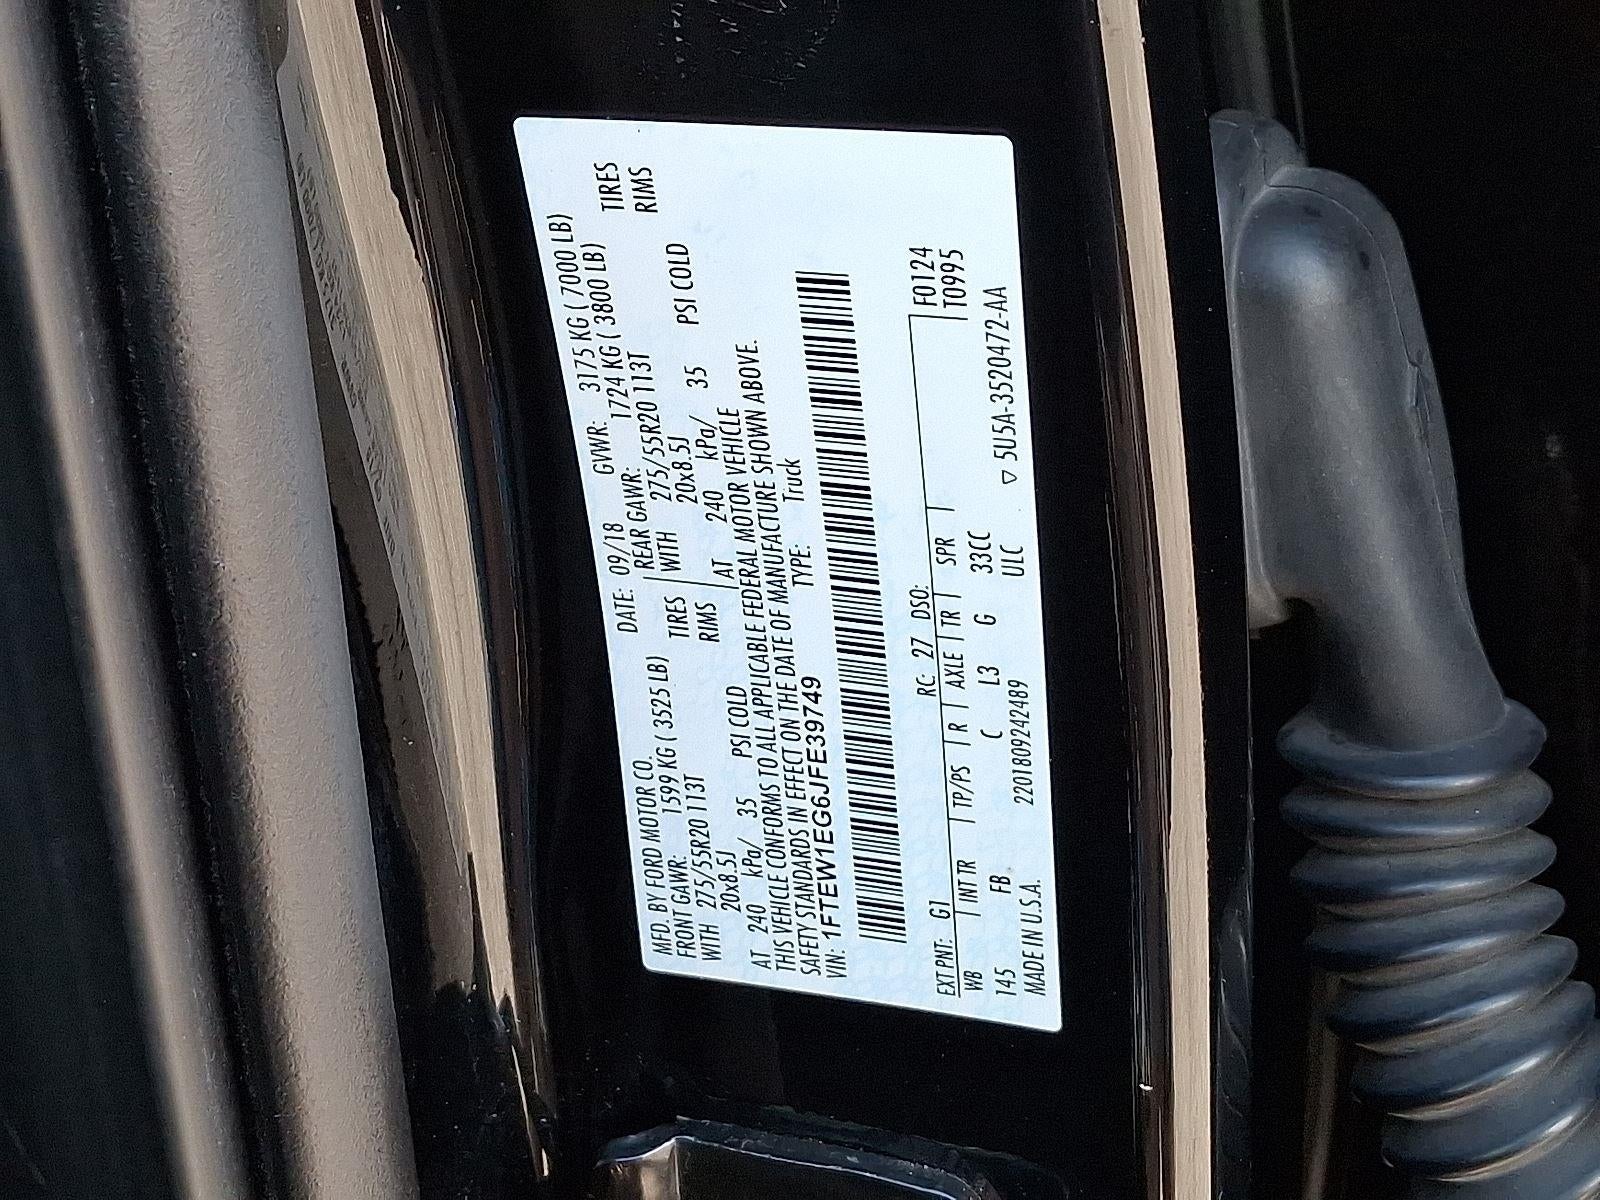 MFD. BY FORD MOTOR CO. DATE: 09/18 GVWR: 3175 KG ( 7000 LB)
FRONT GAWR: 1599 KG ( 3525 LB) REAR GAWR: 1724 KG ( 3800 LB)
WITH 275/55R20 113T TIRES WITH 275/55R20 113T TIRES
20x8.5J RIMS 20x8.5J RIMS
AT 240 kPa/ 35 PSI COLD AT 240 kPa/ 35 PSI COLD
THIS VEHICLE CONFORMS TO ALL APPLICABLE FEDERAL MOTOR VEHICLE
SAFETY STANDARDS IN EFFECT ON THE DATE OF MANUFACTURE SHOWN ABOVE.
VIN: 1FTEW1EG6JFE39749 TYPE: Truck
EXT PNT: G1 RC: 27 DSO: F0124
WB INT TR TP/PS R AXLE TR SPR T0995
145 FB C L3 G 33CC
MADE IN U.S.A. 220180924 2489 ULC ▽ 5U5A-3520472-AA